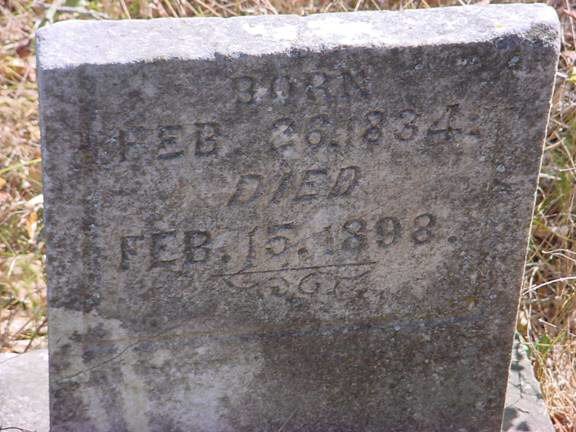 BORN
FEB. 26, 1834.
DIED
FEB. 15, 1898.